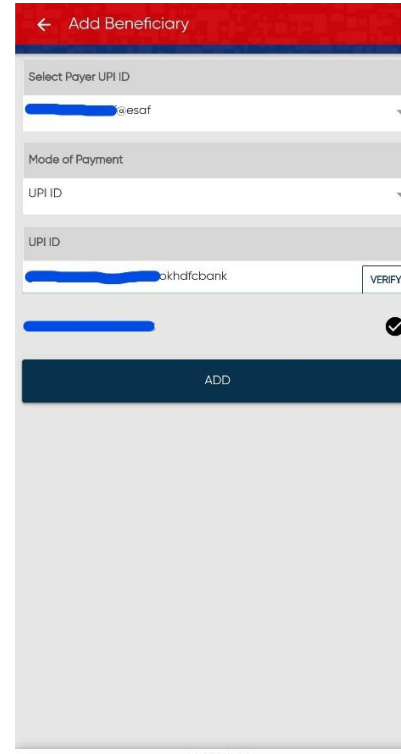 Add Beneficiary
Select Payer UPI ID
@esaf
Mode of Payment
UPI ID
UPI ID
okhdfcbank
VERIFY
ADD